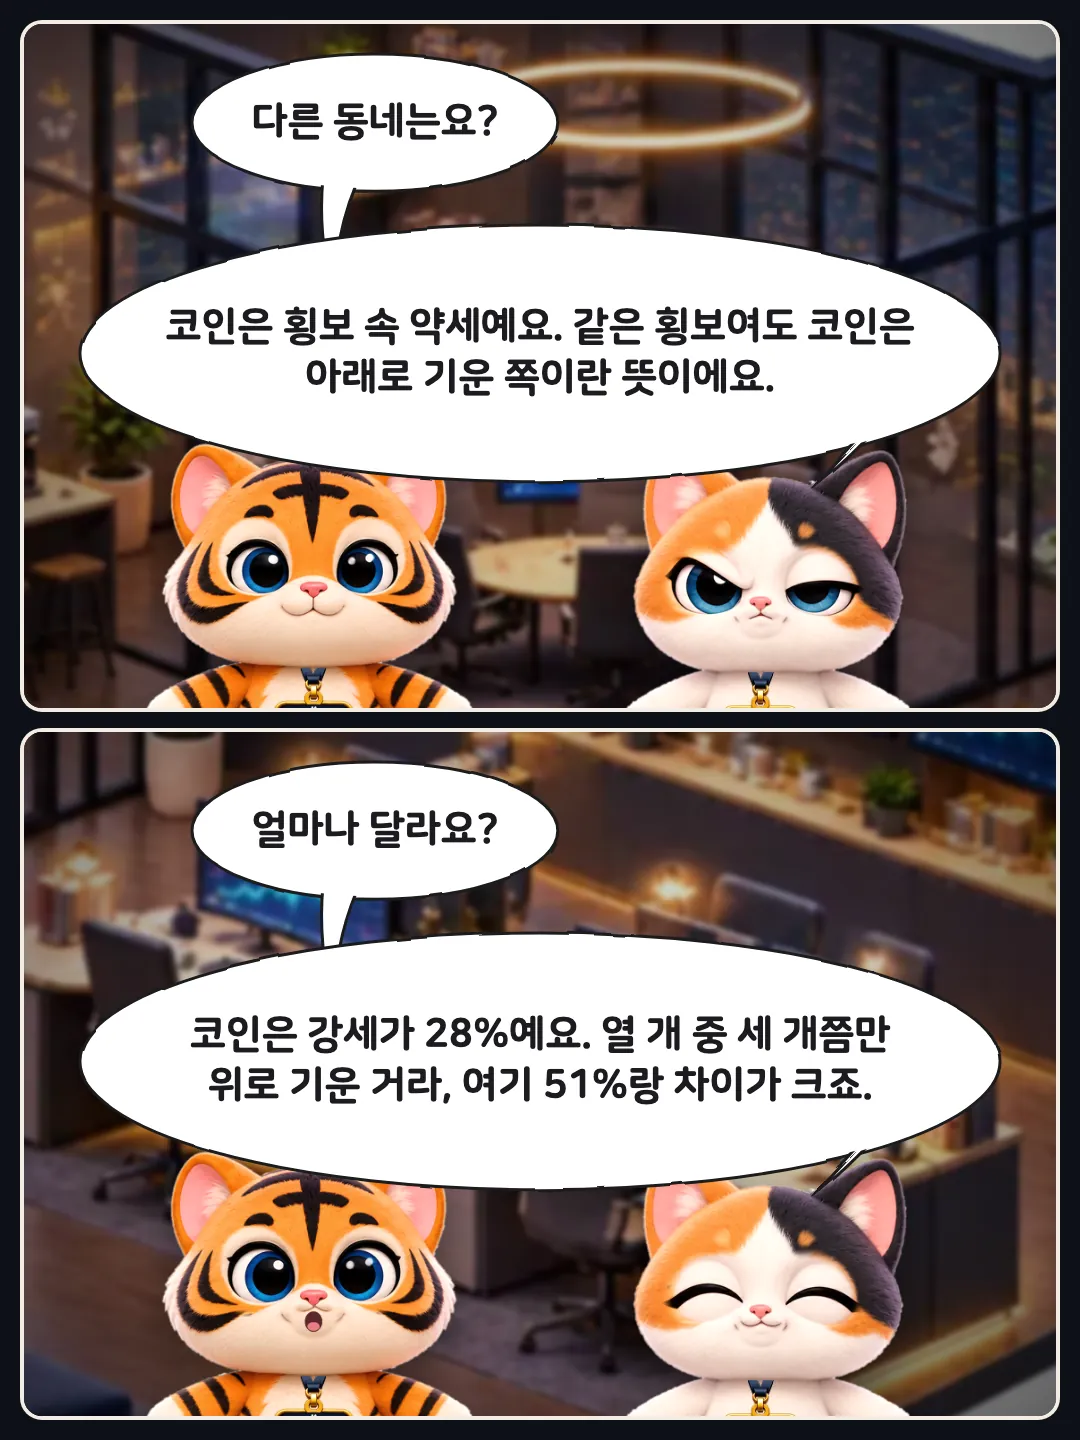 다른 동네는요?
코인은 횡보 속 약세예요. 같은 횡보여도 코인은
아래로 기운 쪽이란 뜻이에요.
얼마나 달라요?
코인은 강세가 28%예요. 열 개 중 세 개쯤만
위로 기운 거라, 여기 51%랑 차이가 크죠.